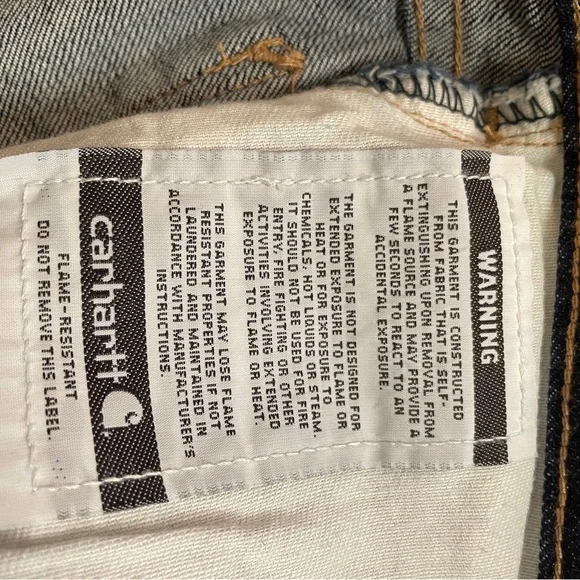 WARNING
THIS GARMENT IS CONSTRUCTED
FROM FABRIC THAT IS SELF-
EXTINGUISHING UPON REMOVAL FROM
A FLAME SOURCE AND MAY PROVIDE A
FEW SECONDS TO REACT TO AN
ACCIDENTAL EXPOSURE.
THE GARMENT IS NOT DESIGNED FOR
EXTENDED EXPOSURE TO FLAME OR
HEAT OR FOR EXPOSURE TO
CHEMICALS, HOT LIQUIDS OR STEAM.
IT SHOULD NOT BE USED FOR FIRE
ENTRY, FIRE FIGHTING OR OTHER
ACTIVITIES INVOLVING EXTENDED
EXPOSURE TO FLAME OR HEAT.
THIS GARMENT MAY LOSE FLAME
RESISTANT PROPERTIES IF NOT
LAUNDERED AND MAINTAINED IN
ACCORDANCE WITH MANUFACTURER'S
INSTRUCTIONS.
carhartt
FLAME-RESISTANT
DO NOT REMOVE THIS LABEL.